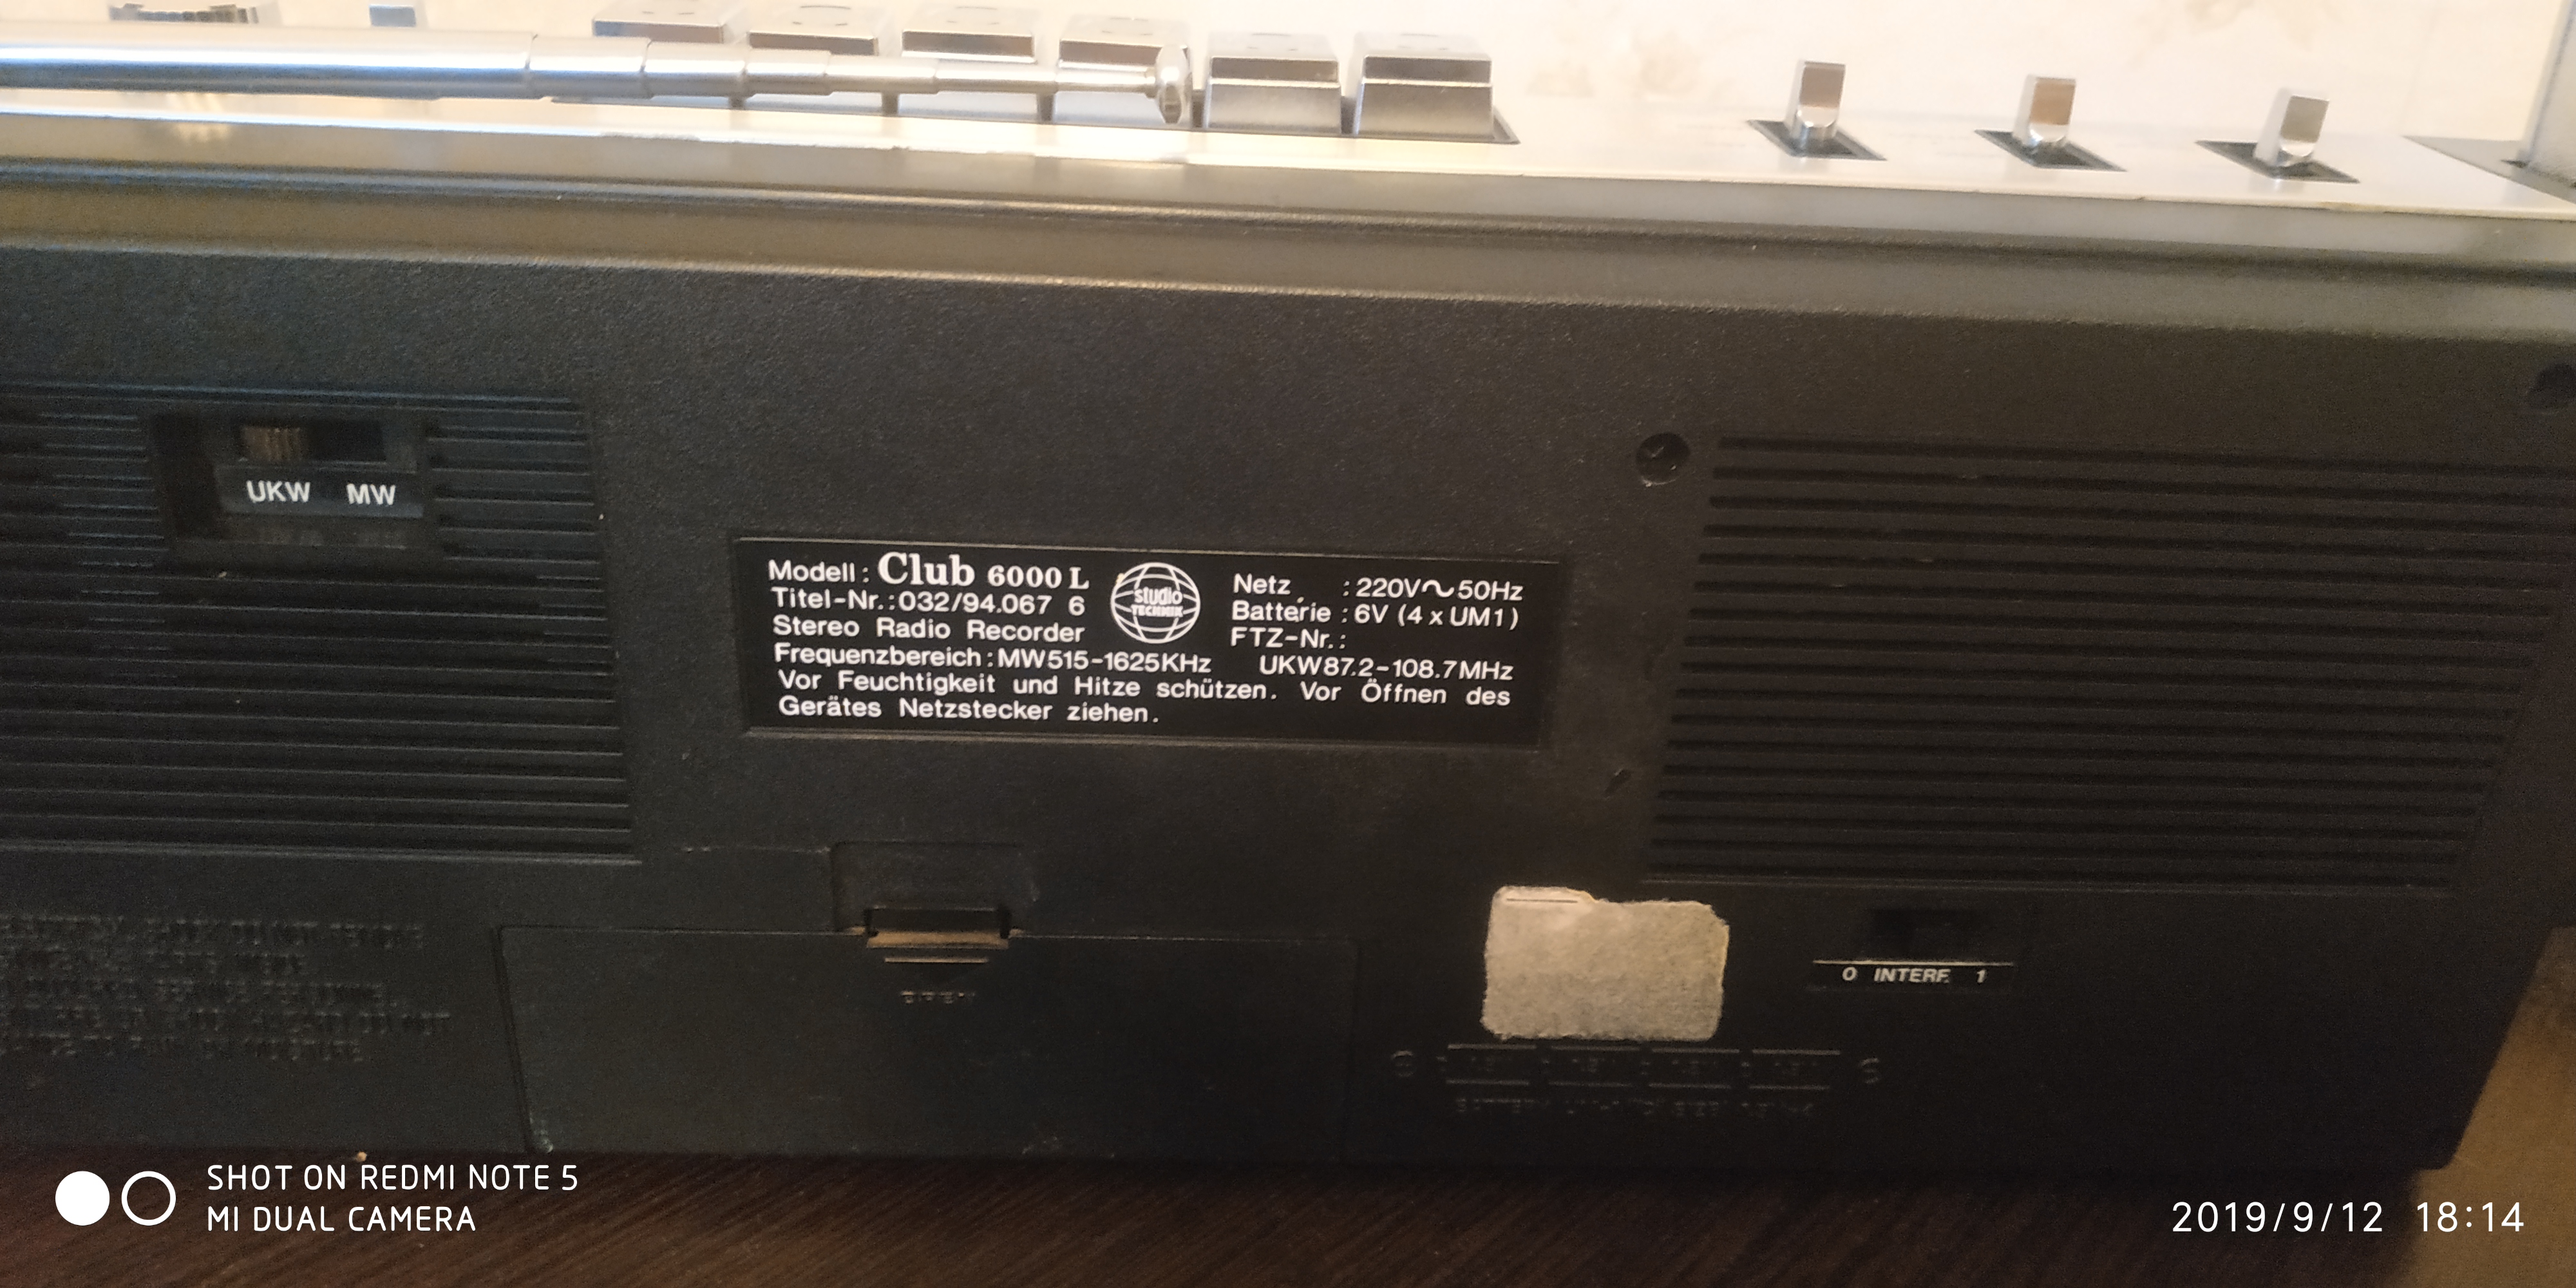 UKW MW
Modell: Club 6000 L
Titel-Nr.:032/94.067 6
Stereo Radio Recorder
studio
TECHNIK
Netz :220V~50Hz
Batterie : 6V (4 x UM1)
FTZ-Nr.:
Frequenzbereich:MW515-1625KHz UKW87.2-108.7MHz
Vor Feuchtigkeit und Hitze schützen. Vor Öffnen des
Gerätes Netzstecker ziehen.
OPEN
0 INTERF. 1
SHOT ON REDMI NOTE 5
MI DUAL CAMERA
2019/9/12 18:14